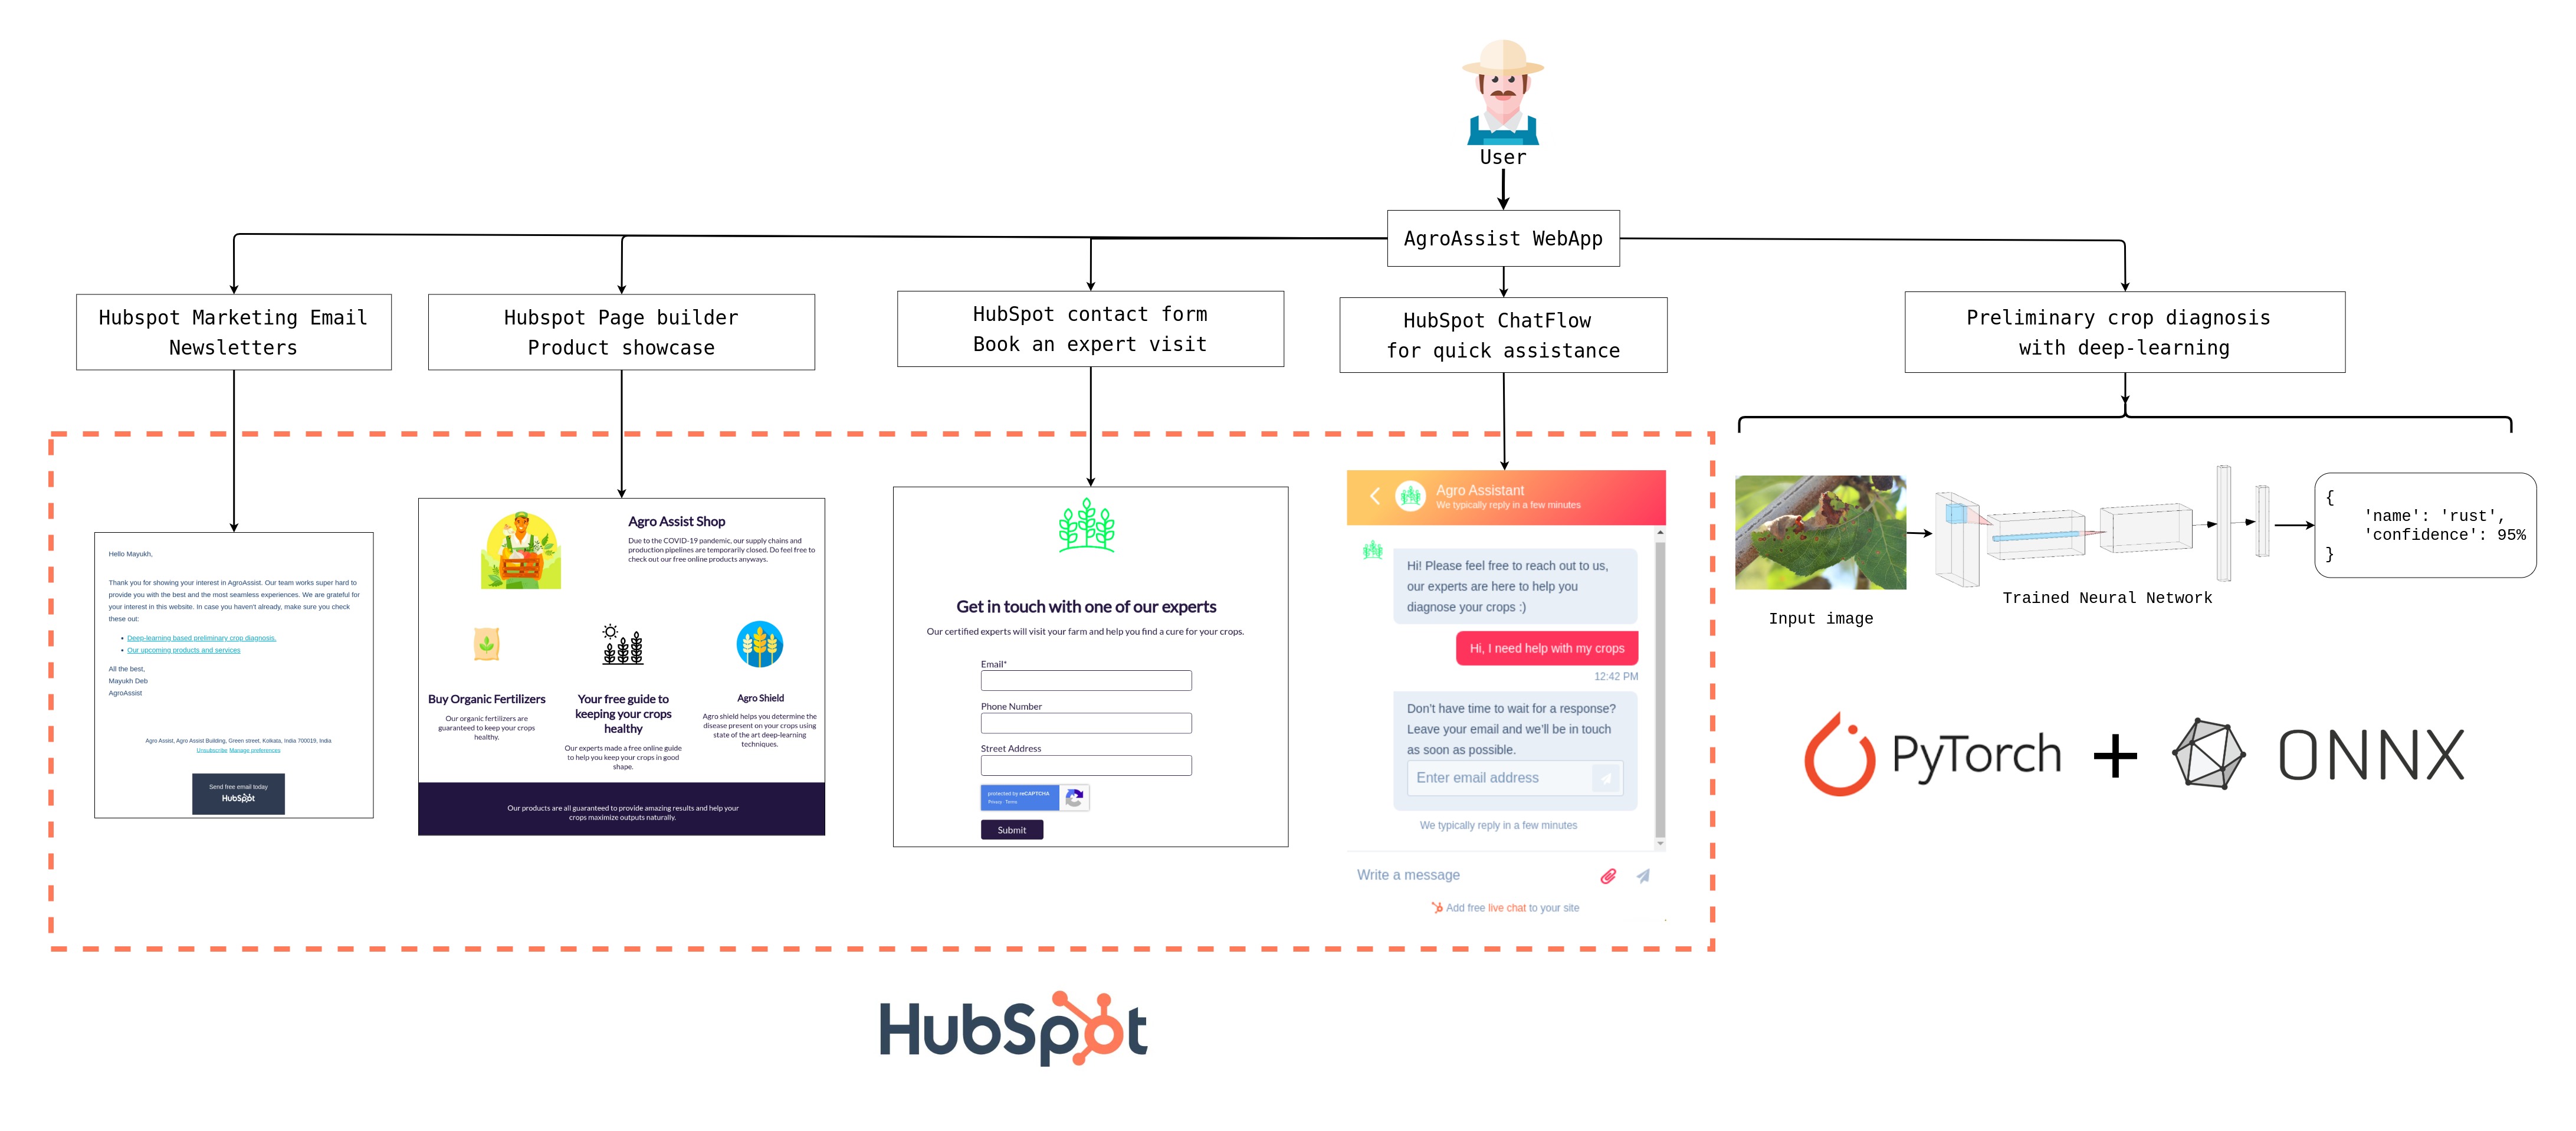 User
AgroAssist WebApp
Hubspot Marketing Email
Newsletters
Hubspot Page builder
Product showcase
HubSpot contact form
Book an expert visit
HubSpot ChatFlow
for quick assistance
Preliminary crop diagnosis
with deep-learning
Hello Mayukh,
Thank you for showing your interest in AgroAssist. Our team works super hard to
provide you with the best and the most seamless experiences. We are grateful for
your interest in this website. In case you haven't already, make sure you check
these out:
• Deep-learning based preliminary crop diagnosis.
• Our upcoming products and services
All the best,
Mayukh Deb
AgroAssist
Agro Assist, Agro Assist Building, Green street, Kolkata, India 700019, India
Unsubscribe Manage preferences
Send free email today
HubSpot
Agro Assist Shop
Due to the COVID-19 pandemic, our supply chains and
production pipelines are temporarily closed. Do feel free to
check out our free online products anyways.
Buy Organic Fertilizers
Our organic fertilizers are
guaranteed to keep your crops
healthy.
Your free guide to
keeping your crops
healthy
Our experts made a free online guide
to help you keep your crops in good
shape.
Agro Shield
Agro shield helps you determine the
disease present on your crops using
state of the art deep-learning
techniques.
Our products are all guaranteed to provide amazing results and help your
crops maximize outputs naturally.
Get in touch with one of our experts
Our certified experts will visit your farm and help you find a cure for your crops.
Email*
Phone Number
Street Address
protected by reCAPTCHA
Privacy - Terms
Submit
Agro Assistant
We typically reply in a few minutes
Hi! Please feel free to reach out to us,
our experts are here to help you
diagnose your crops :)
Hi, I need help with my crops
12:42 PM
Don't have time to wait for a response?
Leave your email and we'll be in touch
as soon as possible.
Enter email address
We typically reply in a few minutes
Write a message
Add free live chat to your site
Input image
Trained Neural Network
{
'name': 'rust',
'confidence': 95%
}
PyTorch + ONNX
HubSpot